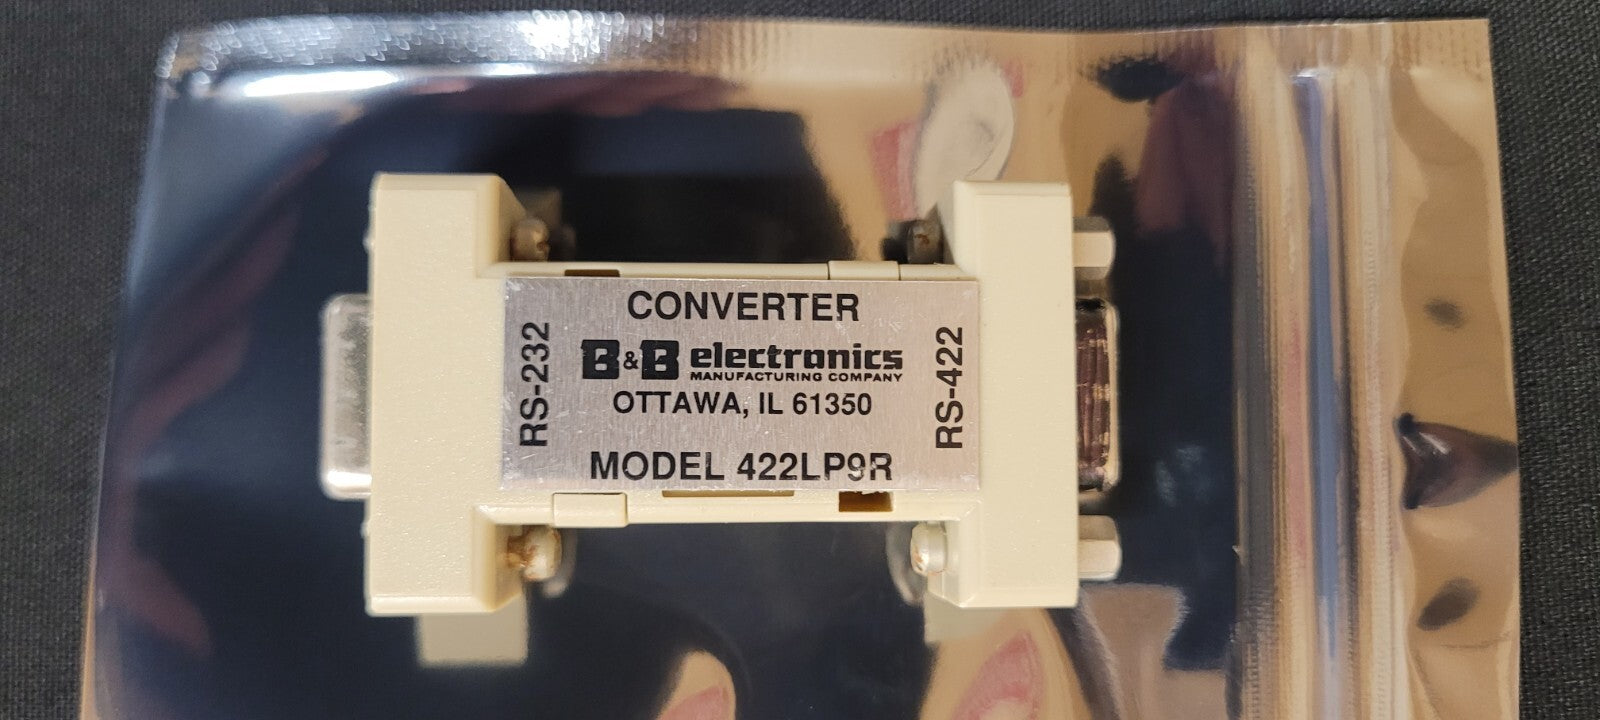 CONVERTER
RS-232
B&B electronics
MANUFACTURING COMPANY
OTTAWA, IL 61350
RS-422
MODEL 422LP9R